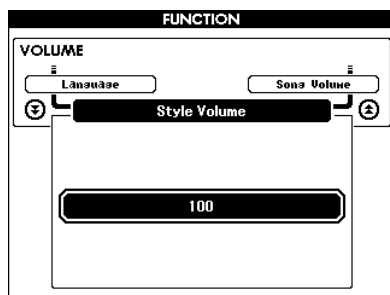 FUNCTION
VOLUME
Language
Song Volume
Style Volume
100